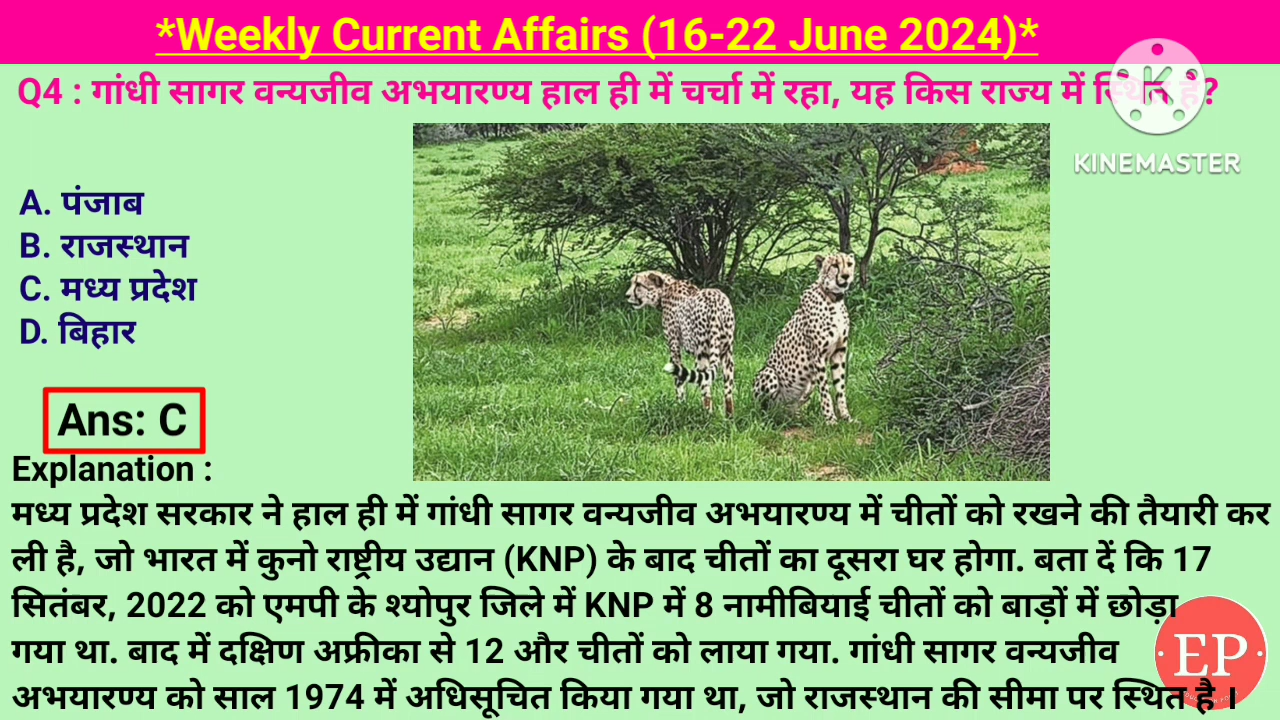 *Weekly Current Affairs (16-22 June 2024)*
Q4 : गांधी सागर वन्यजीव अभयारण्य हाल ही में चर्चा में रहा, यह किस राज्य में स्थित है?
KINEMASTER
A. पंजाब
B. राजस्थान
C. मध्य प्रदेश
D. बिहार
Ans: C
Explanation :
मध्य प्रदेश सरकार ने हाल ही में गांधी सागर वन्यजीव अभयारण्य में चीतों को रखने की तैयारी कर
ली है, जो भारत में कुनो राष्ट्रीय उद्यान (KNP) के बाद चीतों का दूसरा घर होगा. बता दें कि 17
सितंबर, 2022 को एमपी के श्योपुर जिले में KNP में 8 नामीबियाई चीतों को बाड़ों में छोड़ा
गया था. बाद में दक्षिण अफ्रीका से 12 और चीतों को लाया गया. गांधी सागर वन्यजीव
अभयारण्य को साल 1974 में अधिसूचित किया गया था, जो राजस्थान की सीमा पर स्थित है ।
EP